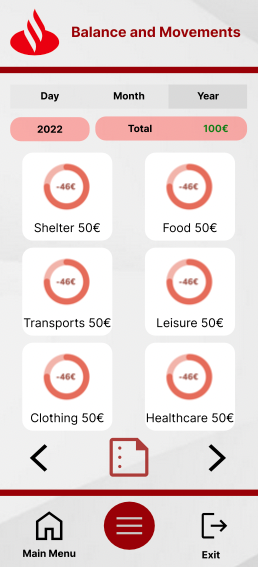 Balance and Movements
Day Month Year
2022 Total 100€
-46€ -46€
Shelter 50€ Food 50€
-46€ -46€
Transports 50€ Leisure 50€
-46€ -46€
Clothing 50€ Healthcare 50€
Main Menu Exit